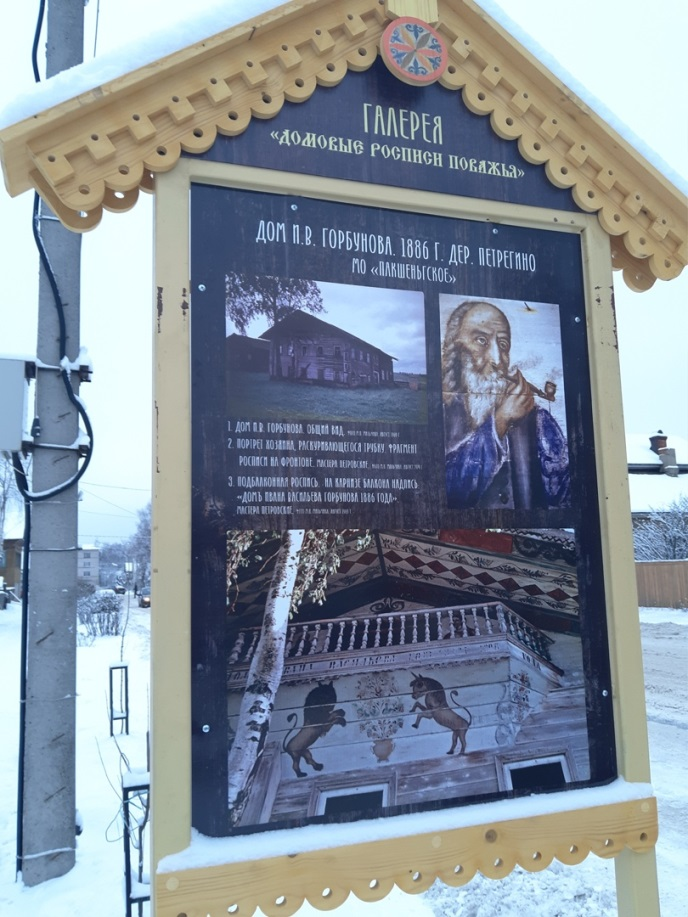 ГАЛЕРЕЯ
«ДОМОВЫЕ РОСПИСИ ПОВАЖЬЯ»
ДОМ П.В. ГОРБУНОВА. 1886 Г. ДЕР. ПЕТРЕГИНО
МО «ПАКШЕНЬГСКОЕ»
1. ДОМ П.В. ГОРБУНОВА. ОБЩИЙ ВИД.
2. ПОРТРЕТ ХОЗЯИНА, РАСКУРИВАЮЩЕГОСЯ ТРУБКУ. ФРАГМЕНТ
РОСПИСИ НА ФРОНТОНЕ. МАСТЕРА ПЕТРОВСКИЕ.
3. ПОДБАЛКОННАЯ РОСПИСЬ. НА КАРНИЗЕ БАЛКОНА НАДПИСЬ
«ДОМЪ ИВАНА ВАСИЛЬЕВА ГОРБУНОВА 1886 ГОДА».
МАСТЕРА ПЕТРОВСКИЕ.